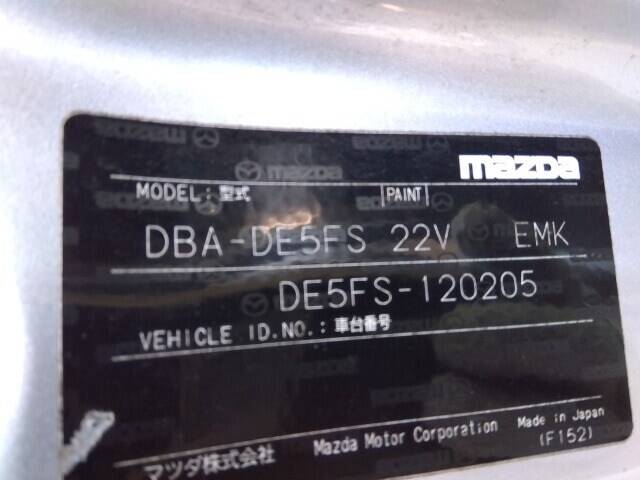 mazda
MODEL: 型式 PAINT
DBA-DE5FS 22V EMK
DE5FS-120205
VEHICLE ID.NO.: 車台番号
マツダ株式会社 Mazda Motor Corporation Made in Japan
(F152)